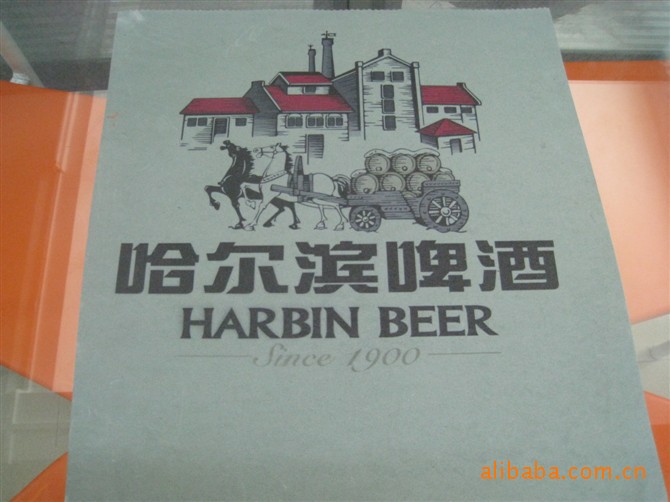 哈尔滨啤酒
HARBIN BEER
Since 1900
alibaba.com.cn